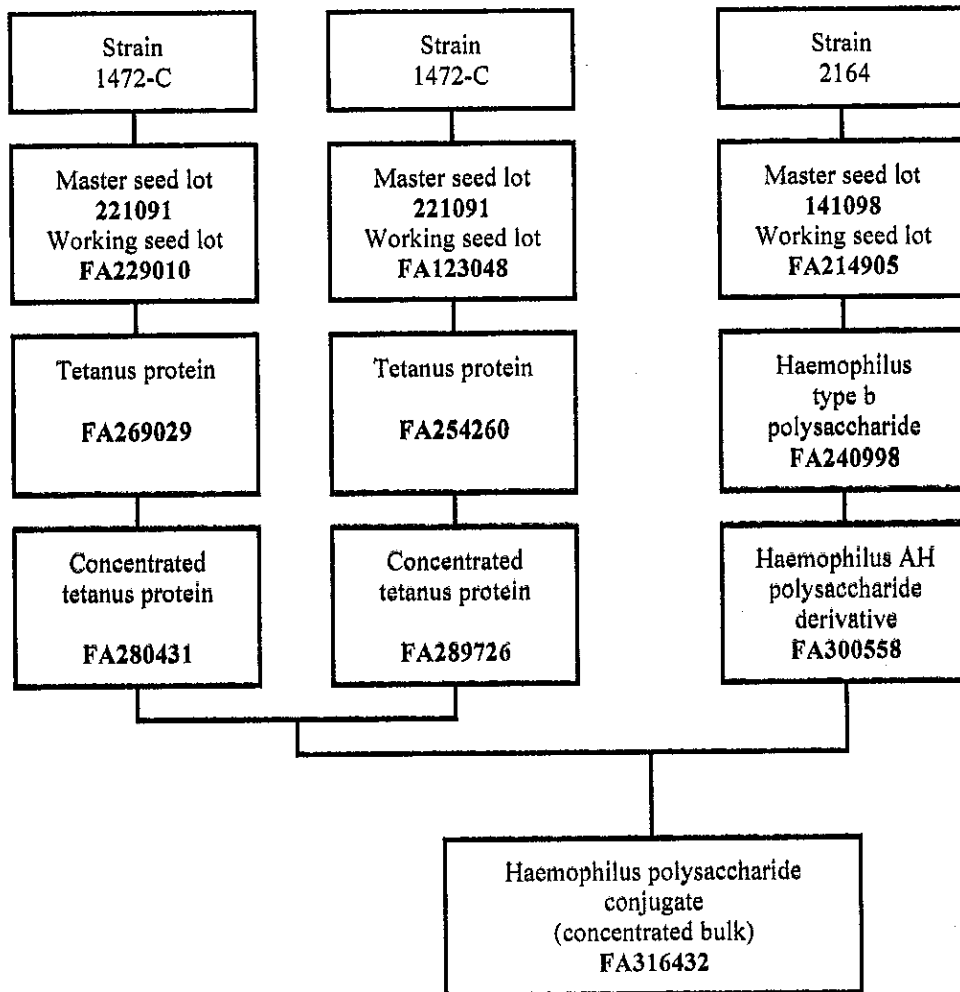 Strain
1472-C
Strain
1472-C
Strain
2164
Master seed lot
221091
Working seed lot
FA229010
Master seed lot
221091
Working seed lot
FA123048
Master seed lot
141098
Working seed lot
FA214905
Tetanus protein
FA269029
Tetanus protein
FA254260
Haemophilus
type b
polysaccharide
FA240998
Concentrated
tetanus protein
FA280431
Concentrated
tetanus protein
FA289726
Haemophilus AH
polysaccharide
derivative
FA300558
Haemophilus polysaccharide
conjugate
(concentrated bulk)
FA316432